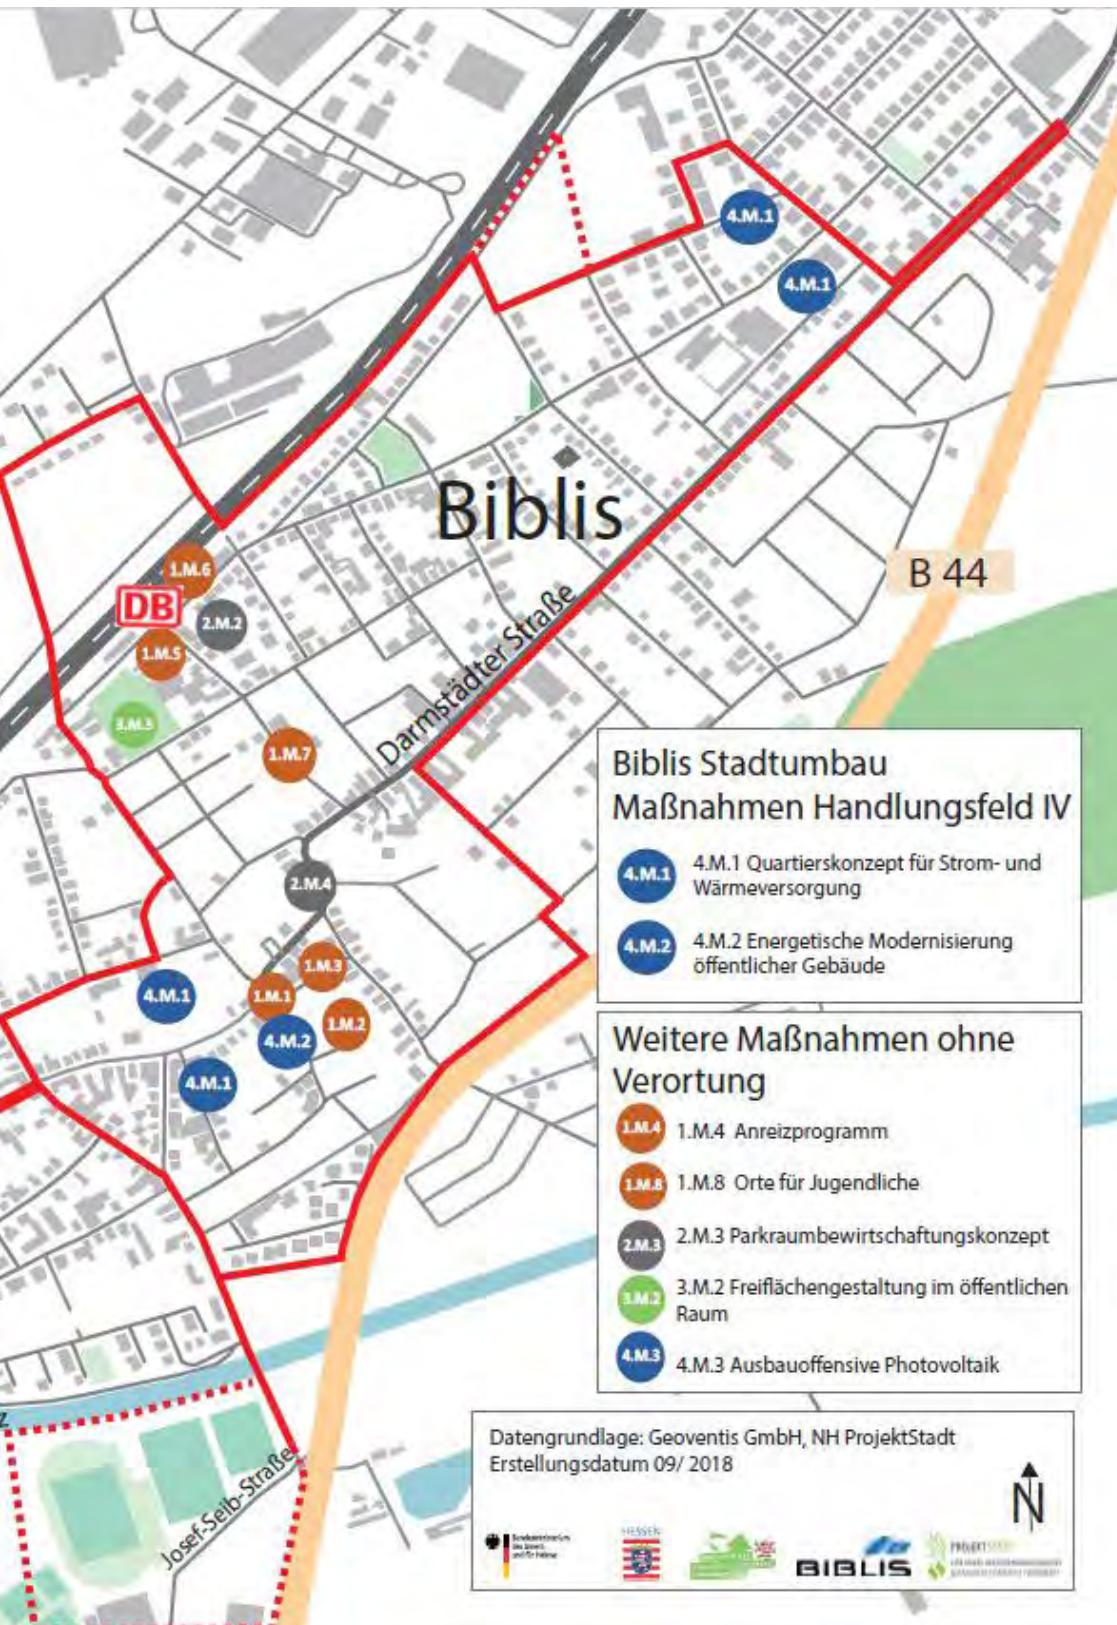 4.M.1
4.M.1
Biblis
B 44
1.M.6
DB
2.M.2
1.M.5
3.M.3
1.M.7
Darmstädter Straße
2.M.4
1.M.3
1.M.1
4.M.1
1.M.2
4.M.2
4.M.1
Josef-Seib-Straße
z
Biblis Stadtumbau
Maßnahmen Handlungsfeld IV
4.M.1
4.M.1 Quartierskonzept für Strom- und
Wärmeversorgung
4.M.2
4.M.2 Energetische Modernisierung
öffentlicher Gebäude
Weitere Maßnahmen ohne
Verortung
1.M.4
1.M.4 Anreizprogramm
1.M.8
1.M.8 Orte für Jugendliche
2.M.3
2.M.3 Parkraumbewirtschaftungskonzept
3.M.2
3.M.2 Freiflächengestaltung im öffentlichen
Raum
4.M.3
4.M.3 Ausbauoffensive Photovoltaik
Datengrundlage: Geoventis GmbH, NH ProjektStadt
Erstellungsdatum 09/ 2018
N
HESSEN
BIBLIS